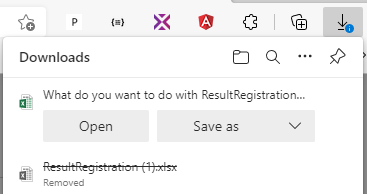 P
{≡}
A
Downloads
What do you want to do with ResultRegistration...
Open
Save as
ResultRegistration (1).xlsx
Removed